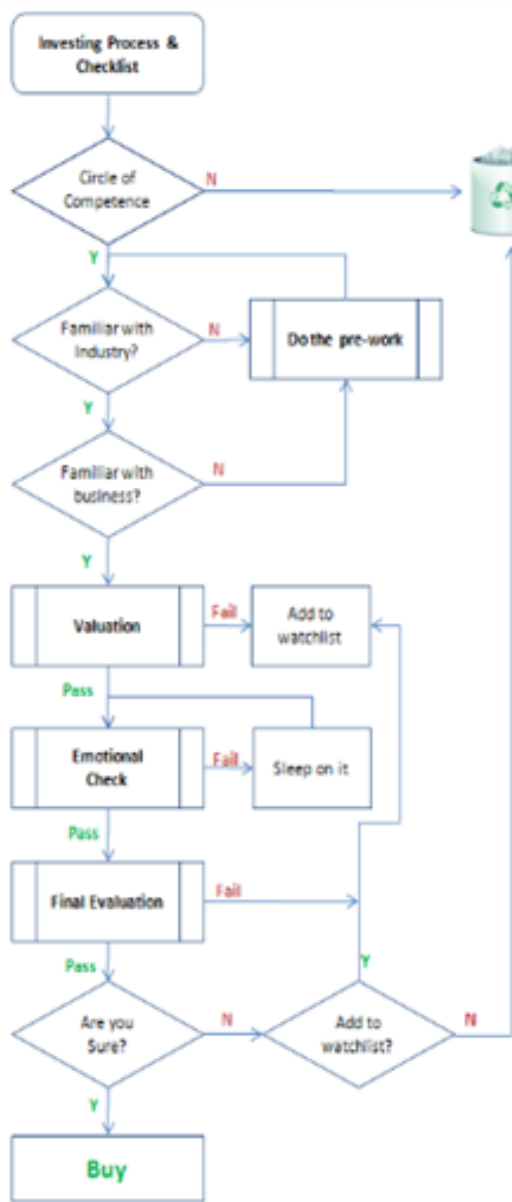 Investing Process &
Checklist
Circle of
Competence
N
Y
Familiar with
Industry?
N
Do the pre-work
Y
Familiar with
business?
N
Y
Valuation
Fail
Add to
watchlist
Pass
Emotional
Check
Fail
Sleep on it
Pass
Final Evaluation
Fail
Pass
Y
Are you
Sure?
N
Add to
watchlist?
N
Y
Buy